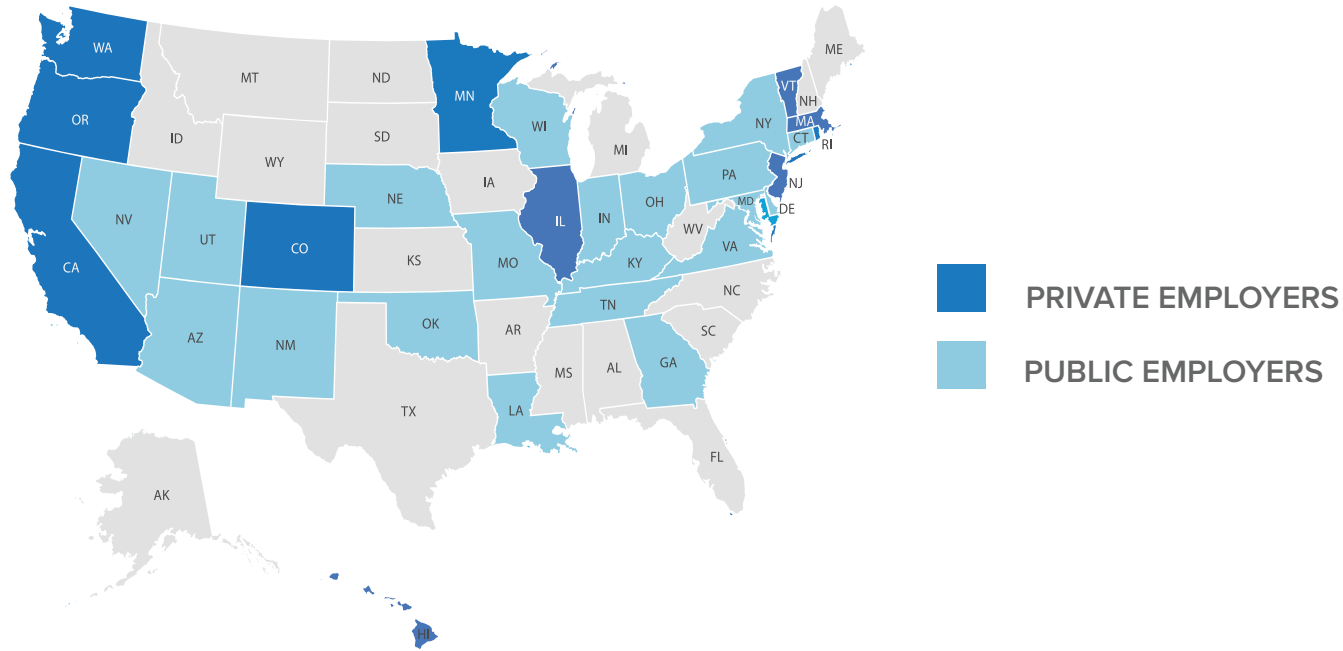 WA
MT
ND
MN
ME
VT
NH
OR
ID
SD
WI
NY
MA
CT
RI
WY
MI
PA
NJ
IA
NE
IL
IN
OH
MD
DE
NV
UT
CO
WV
VA
CA
KS
MO
KY
PRIVATE EMPLOYERS
NC
TN
AZ
NM
OK
AR
SC
PUBLIC EMPLOYERS
MS
AL
GA
TX
LA
FL
AK
HI